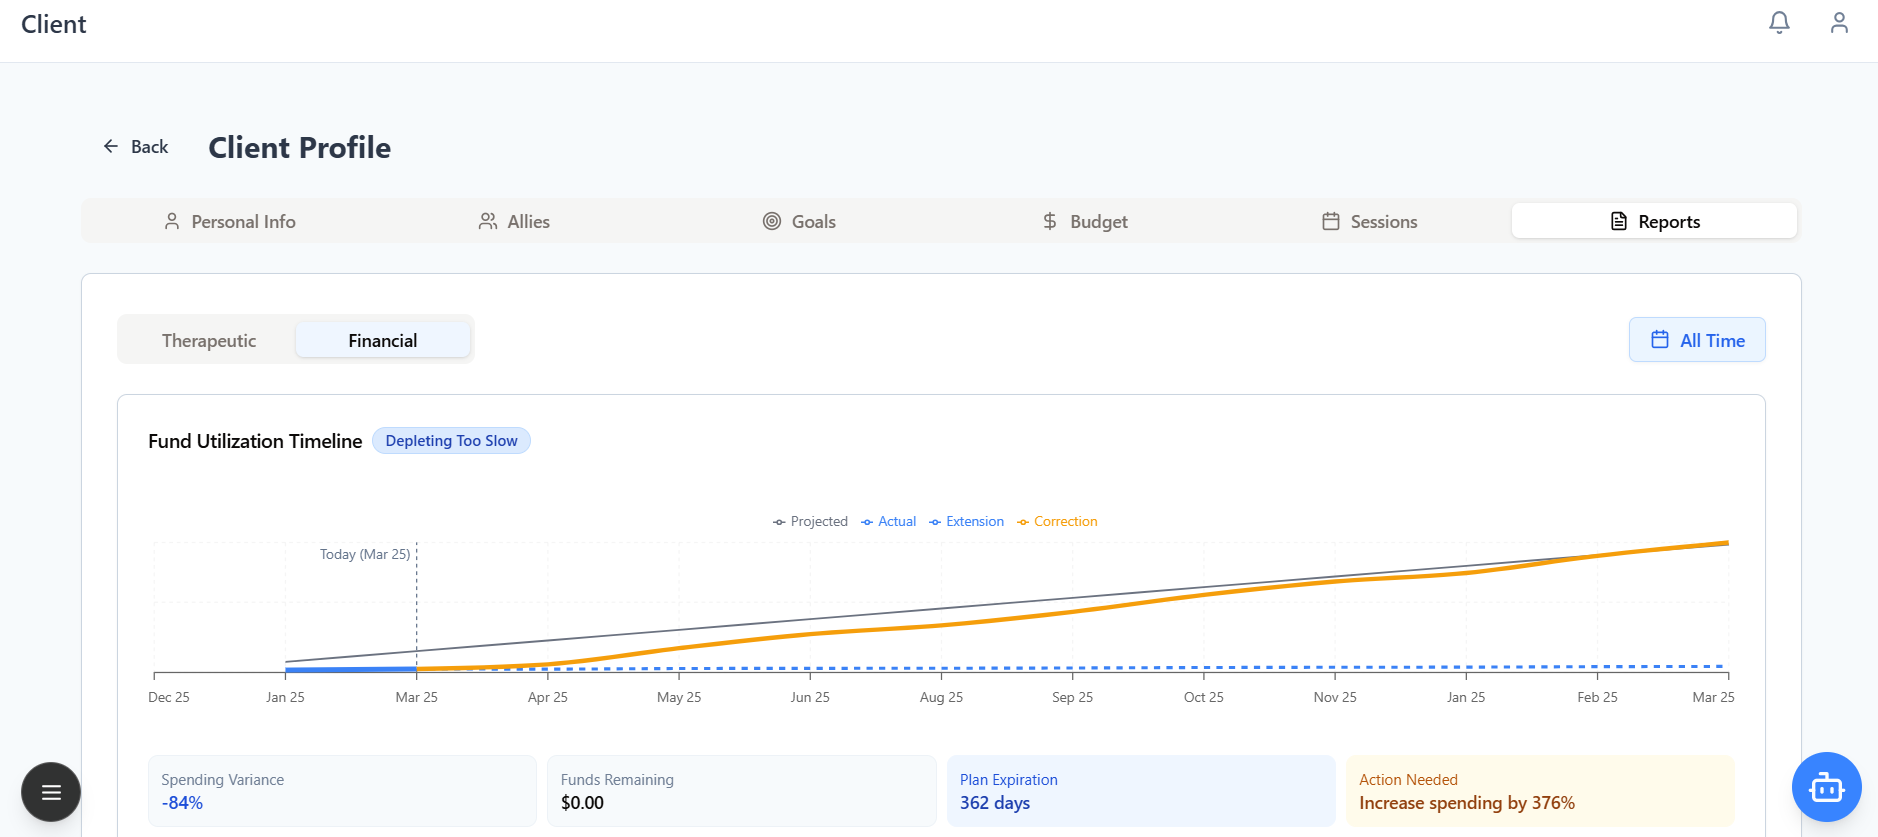 Client
Back
Client Profile
Personal Info
Allies
Goals
Budget
Sessions
Reports
Therapeutic
Financial
All Time
Fund Utilization Timeline
Depleting Too Slow
Projected
Actual
Extension
Correction
Today (Mar 25)
Dec 25
Jan 25
Mar 25
Apr 25
May 25
Jun 25
Aug 25
Sep 25
Oct 25
Nov 25
Jan 25
Feb 25
Mar 25
Spending Variance
-84%
Funds Remaining
$0.00
Plan Expiration
362 days
Action Needed
Increase spending by 376%